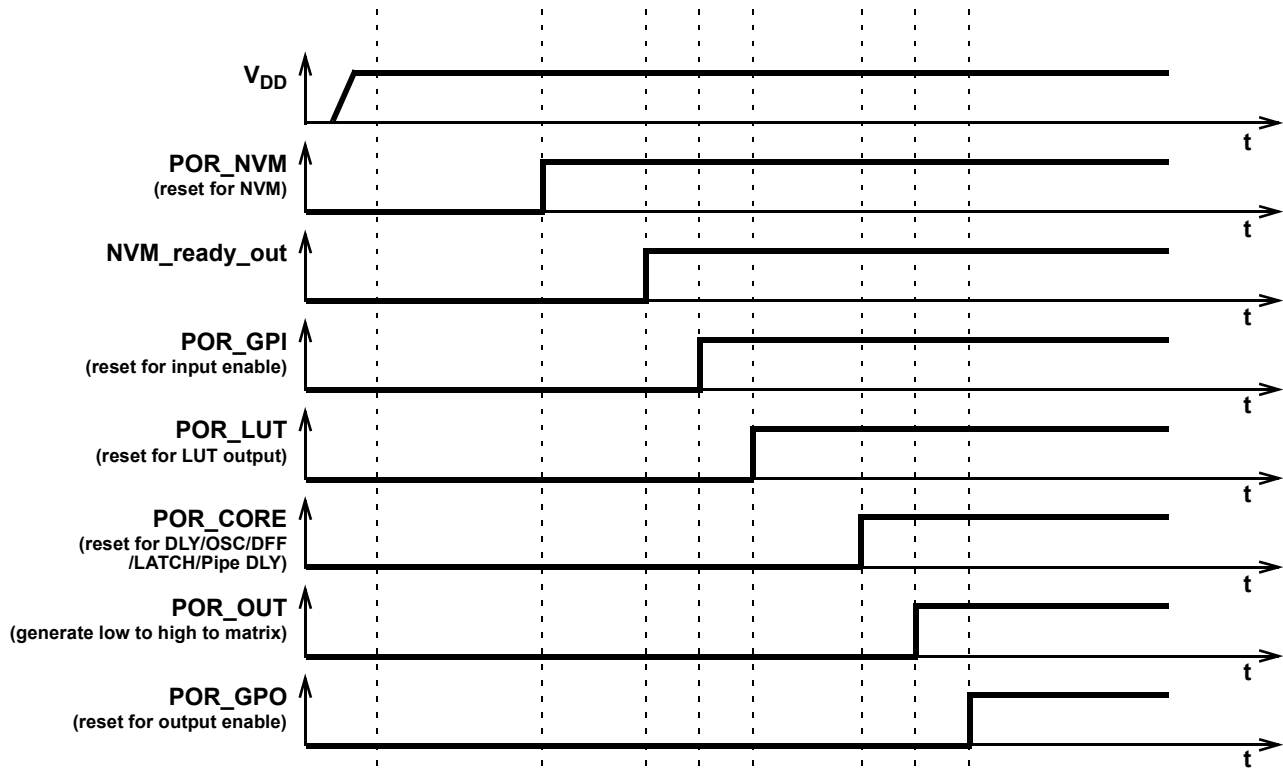 VDD
t
POR_NVM
(reset for NVM)
t
NVM_ready_out
t
POR_GPI
(reset for input enable)
t
POR_LUT
(reset for LUT output)
t
POR_CORE
(reset for DLY/OSC/DFF
/LATCH/Pipe DLY)
t
POR_OUT
(generate low to high to matrix)
t
POR_GPO
(reset for output enable)
t